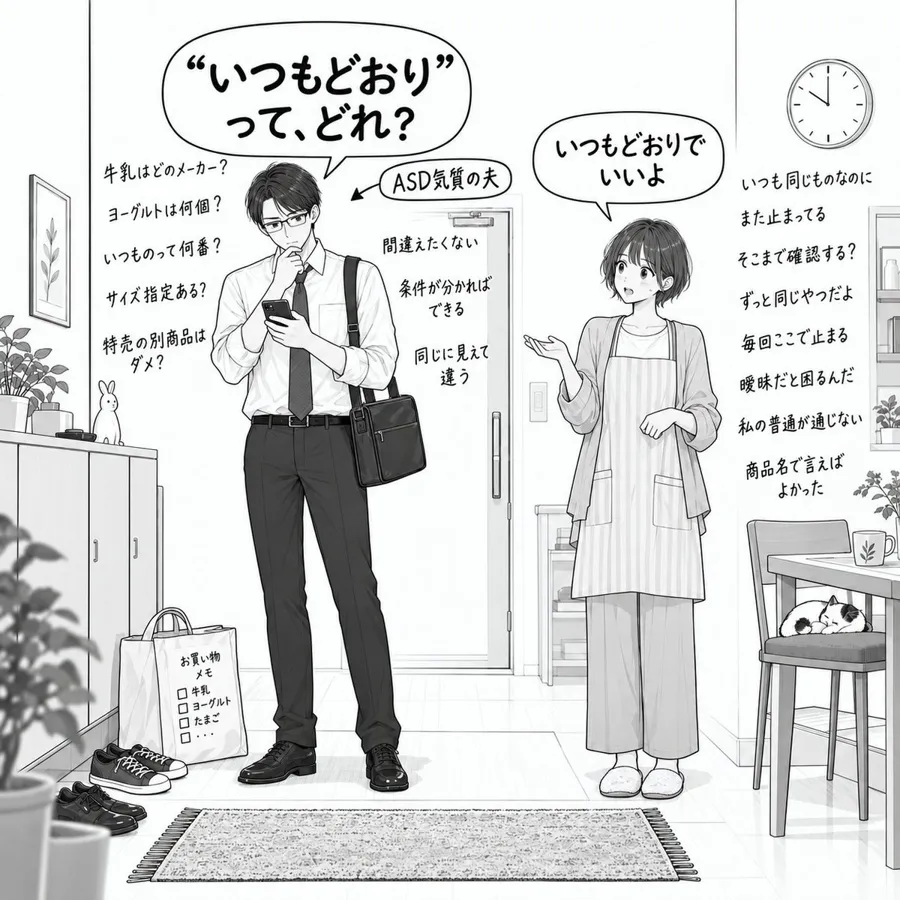 “いつもどおり”
って、どれ？
牛乳はどのメーカー？
ヨーグルトは何個？
いつものって何番？
サイズ指定ある？
特売の別商品は
ダメ？
ASD気質の夫
間違えたくない
条件が分かれば
できる
同じに見えて
違う
いつもどおりで
いいよ
いつも同じものなのに
また止まってる
そこまで確認する？
ずっと同じやつだよ
毎回ここで止まる
曖昧だと困るんだ
私の普通が通じない
商品名で言えば
よかった
お買い物
メモ
□ 牛乳
□ ヨーグルト
□ たまご
□ ・・・